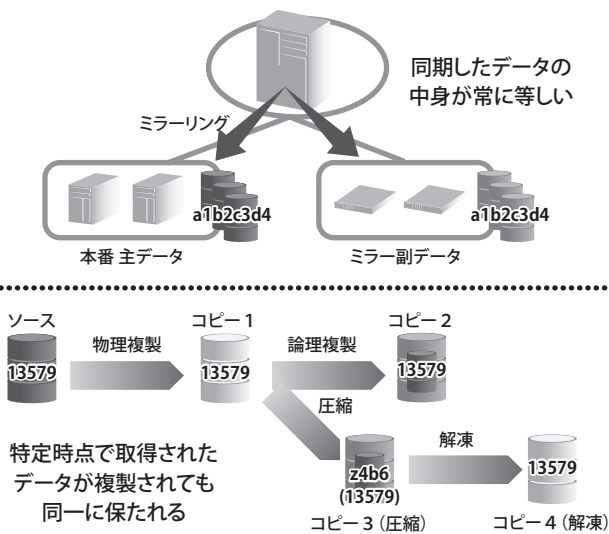 同期したデータの
中身が常に等しい
ミラーリング
a1b2c3d4
a1b2c3d4
本番 主データ
ミラー副データ
ソース
コピー 1
コピー 2
物理複製
論理複製
13579
13579
13579
圧縮
特定時点で取得された
データが複製されても
同一に保たれる
解凍
z4b6
(13579)
13579
コピー 3（圧縮）
コピー 4（解凍）